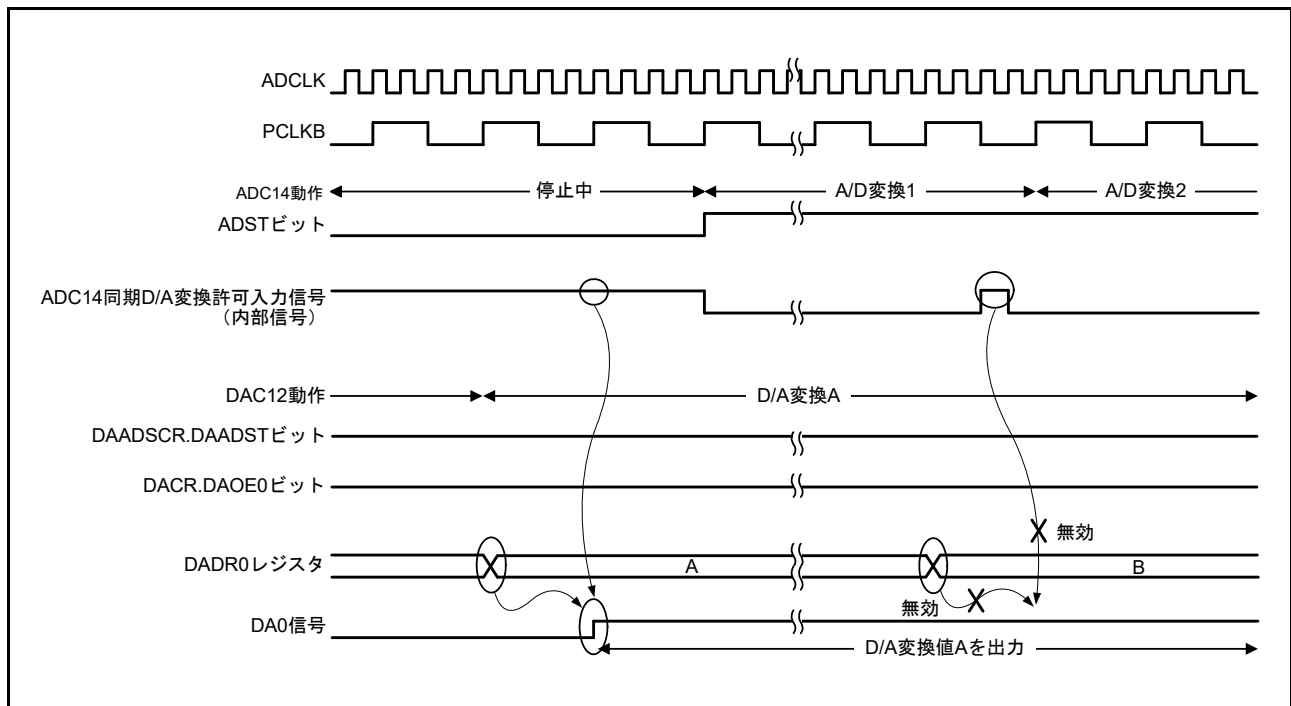 ADCLK
PCLKB
ADC14動作 停止中 A/D変換1 A/D変換2
ADSTビット
ADC14同期D/A変換許可入力信号
（内部信号）
DAC12動作 D/A変換A
DAADSCR.DAADSTビット
DACR.DAOE0ビット
無効
DADR0レジスタ A B
無効
DA0信号
D/A変換値Aを出力